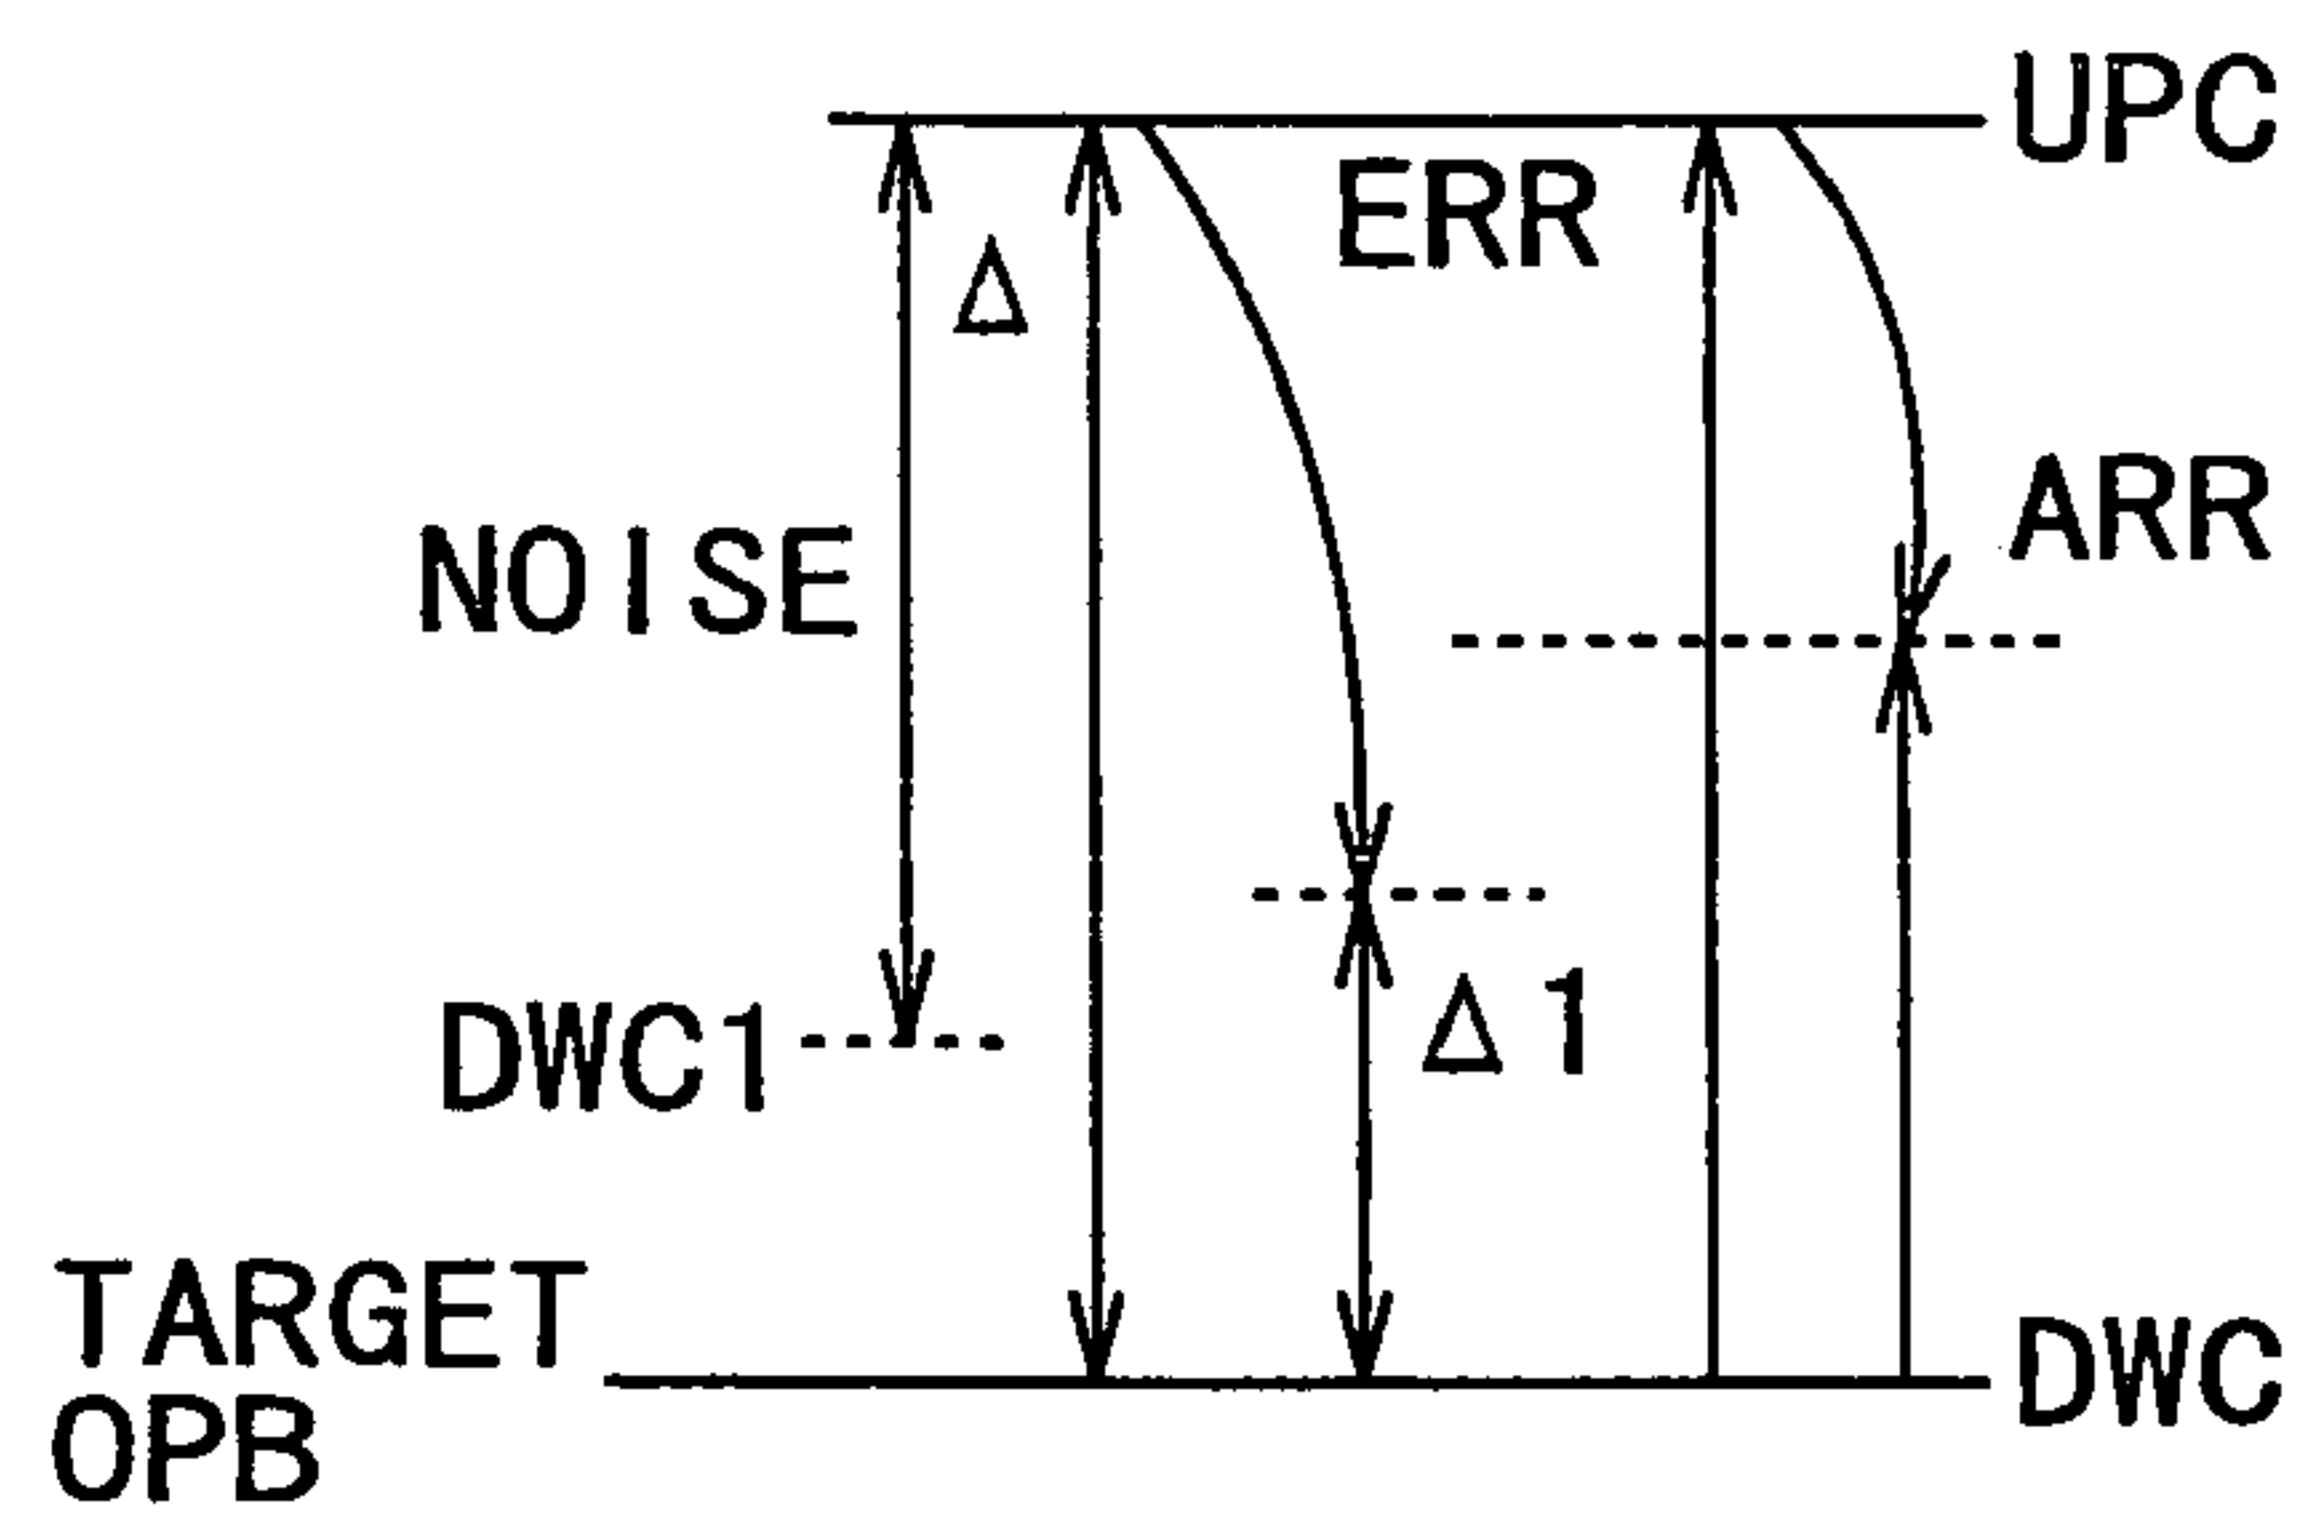 UPC
ERR
Δ
ARR
NOISE
DWC1
Δ1
TARGET
OPB
DWC